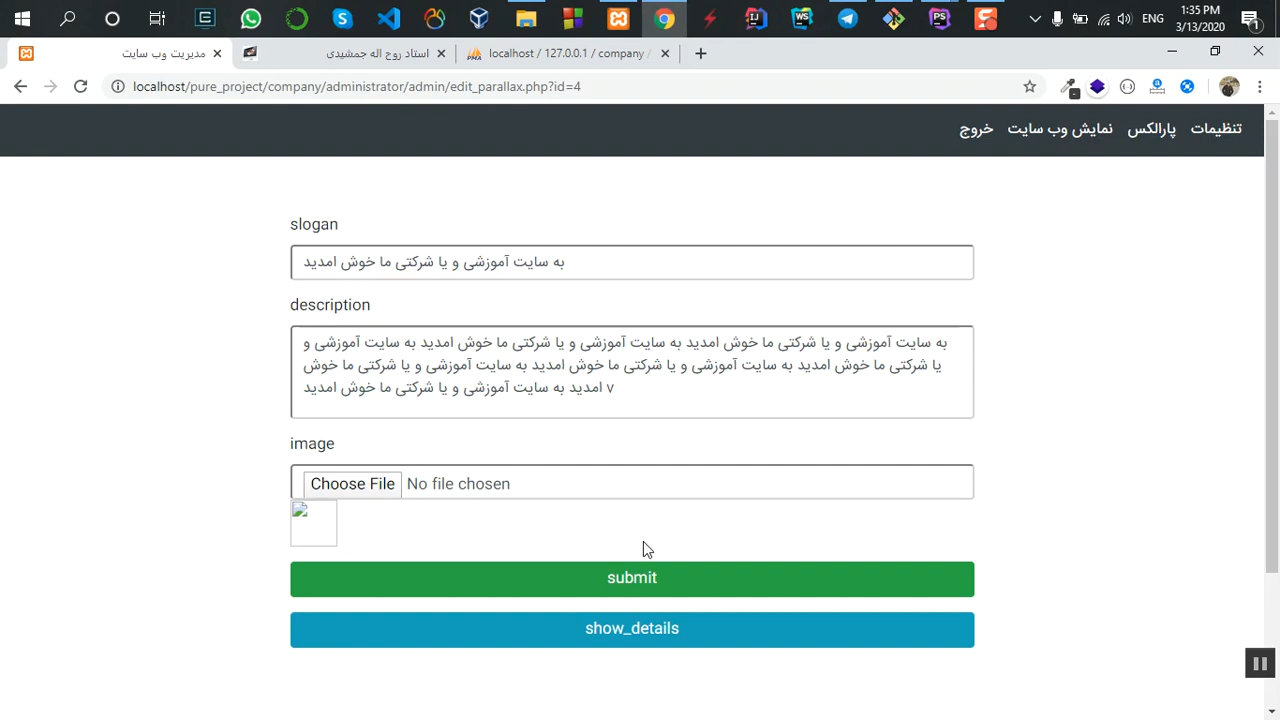 1:35 PM
ENG
3/13/2020
مدیریت وب سایت
استاد روح اله جمشیدی
localhost / 127.0.0.1 / company /
localhost/pure_project/company/administrator/admin/edit_parallax.php?id=4
تنظیمات پارالکس نمایش وب سایت خروج
slogan
به سایت آموزشی و یا شرکتی ما خوش امدید
description
به سایت آموزشی و یا شرکتی ما خوش امدید به سایت آموزشی و یا شرکتی ما خوش امدید به سایت آموزشی و
یا شرکتی ما خوش امدید به سایت آموزشی و یا شرکتی ما خوش امدید به سایت آموزشی و یا شرکتی ما خوش
امدید به سایت آموزشی و یا شرکتی ما خوش امدید v
image
Choose File No file chosen
submit
show_details